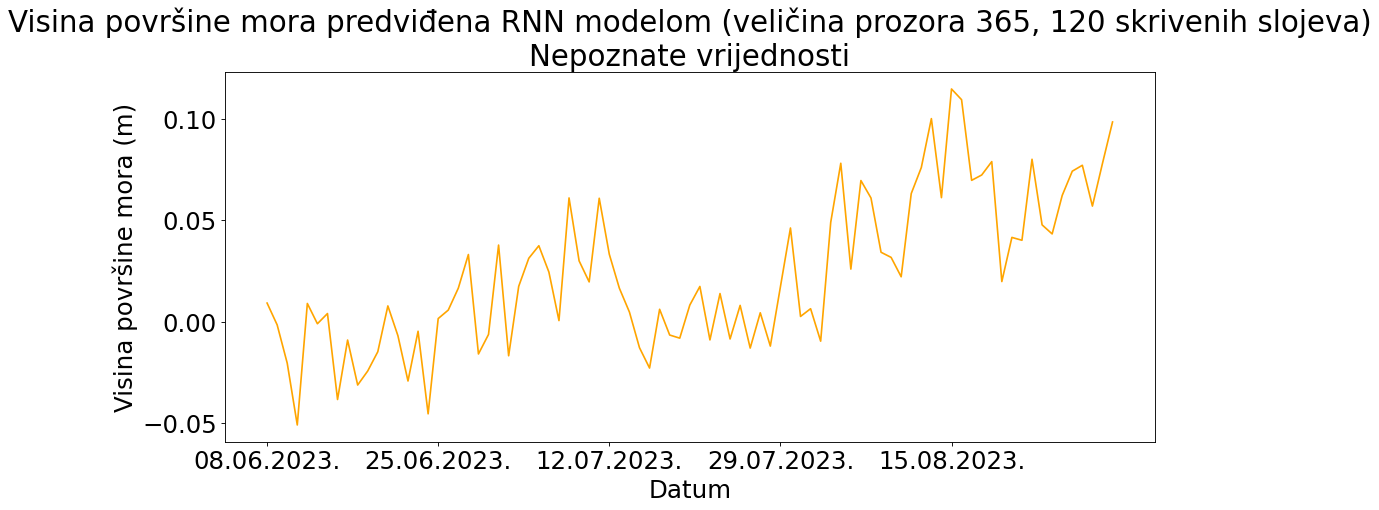 Visina površine mora predviđena RNN modelom (veličina prozora 365, 120 skrivenih slojeva)
Nepoznate vrijednosti
Visina površine mora (m)
0.10
0.05
0.00
−0.05
08.06.2023. 25.06.2023. 12.07.2023. 29.07.2023. 15.08.2023.
Datum